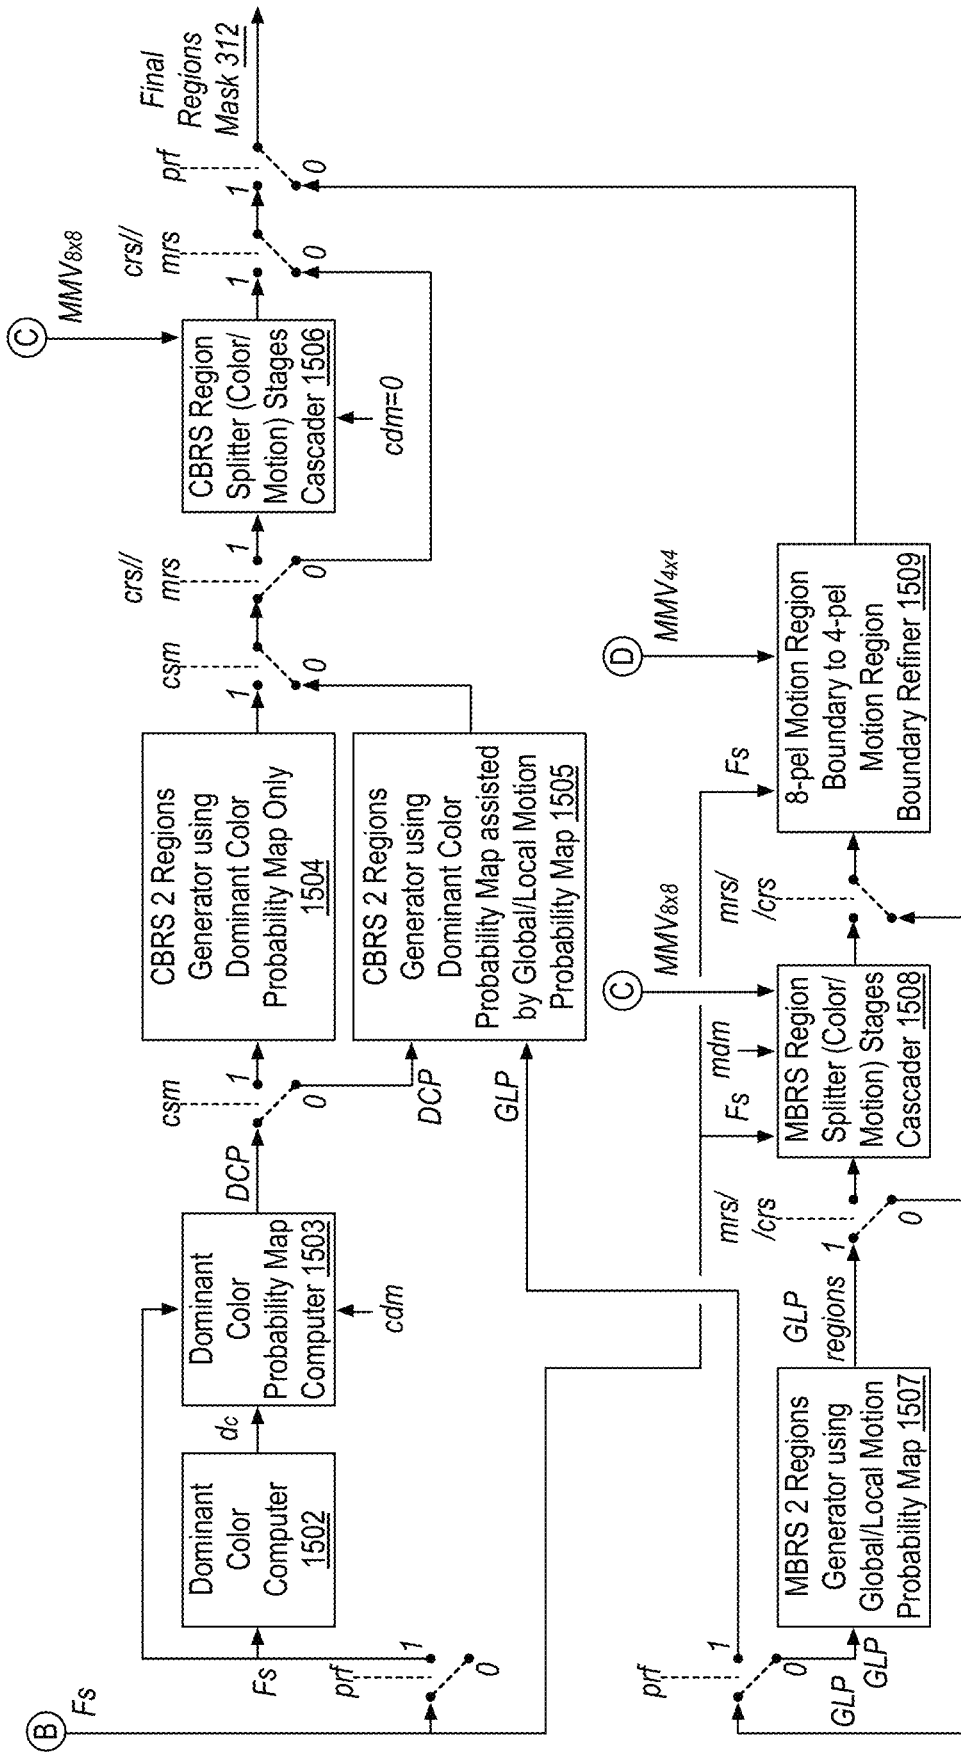 B
Fs
prf
1
0
Fs
Dominant
Color
Computer
1502
dc
Dominant
Color
Probability Map
Computer 1503
cdm
DCP
csm
1
0
DCP
GLP
CBRS 2 Regions
Generator using
Dominant Color
Probability Map Only
1504
CBRS 2 Regions
Generator using
Dominant Color
Probability Map assisted
by Global/Local Motion
Probability Map 1505
csm
1
0
crs//
mrs
1
0
CBRS Region
Splitter (Color/
Motion) Stages
Cascader 1506
cdm=0
C
MMV8x8
crs//
mrs
1
0
prf
1
0
Final
Regions
Mask 312
prf
1
0
GLP
GLP
MBRS 2 Regions
Generator using
Global/Local Motion
Probability Map 1507
GLP
regions
mrs/
/crs
1
0
Fs
mdm
C
MMV8x8
MBRS Region
Splitter (Color/
Motion) Stages
Cascader 1508
mrs/
/crs
Fs
D
MMV4x4
8-pel Motion Region
Boundary to 4-pel
Motion Region
Boundary Refiner 1509